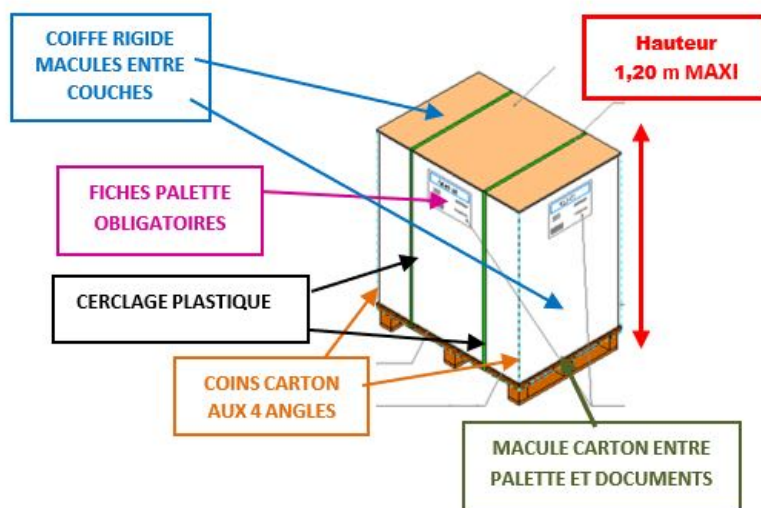 COIFFE RIGIDE
MACULES ENTRE
COUCHES
Hauteur
1,20 m MAXI
FICHES PALETTE
OBLIGATOIRES
CERCLAGE PLASTIQUE
COINS CARTON
AUX 4 ANGLES
MACULE CARTON ENTRE
PALETTE ET DOCUMENTS